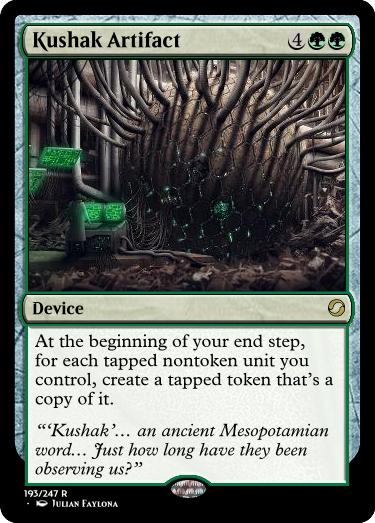 Kushak Artifact 4
Device
At the beginning of your end step,
for each tapped nontoken unit you
control, create a tapped token that's a
copy of it.
“‘Kushak’… an ancient Mesopotamian
word… Just how long have they been
observing us?”
193/247 R
· Julian Faylona